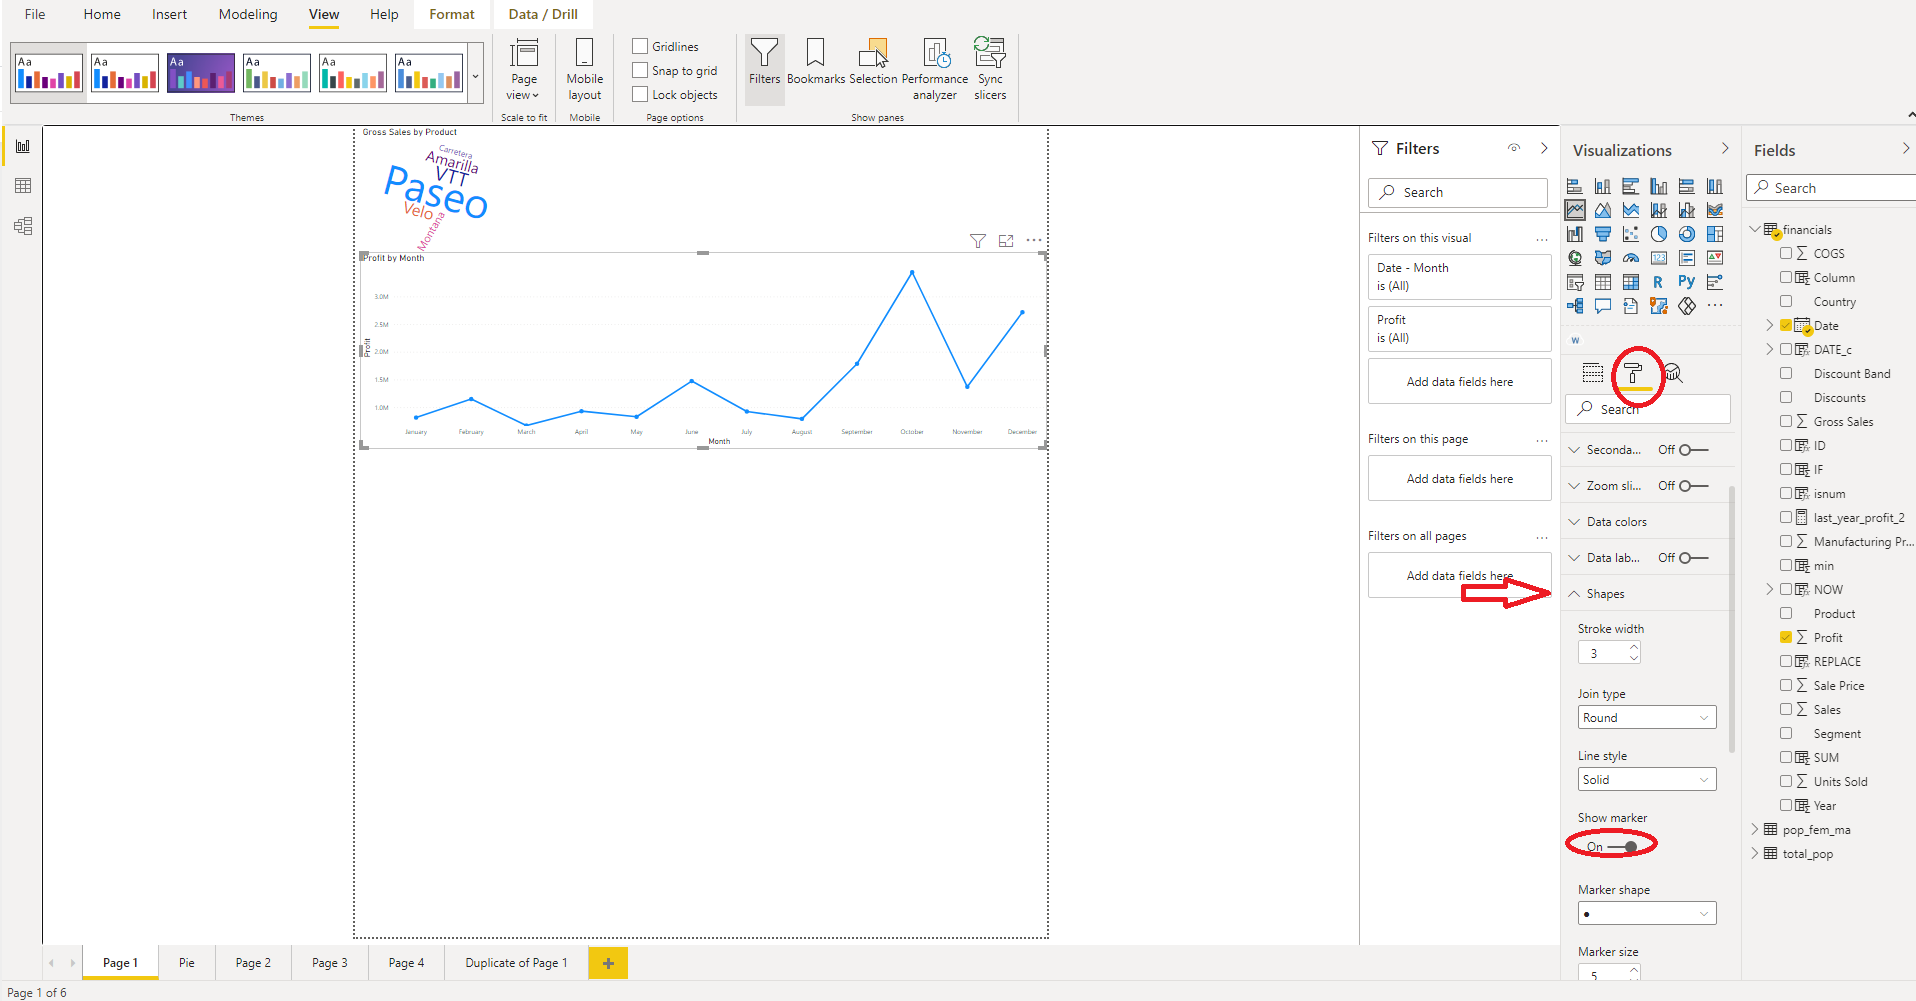 File Home Insert Modeling View Help Format Data / Drill
Aa Aa Aa Aa Aa Aa
Page view
Mobile layout
Gridlines
Snap to grid
Lock objects
Filters
Bookmarks
Selection
Performance analyzer
Sync slicers
Themes
Scale to fit
Mobile
Page options
Show panes
Gross Sales by Product
Carretera
Amarilla
VTT
Paseo
Velo
Montana
Profit by Month
Profit
3.0M
2.5M
2.0M
1.5M
1.0M
January February March April May June July August September October November December
Month
Filters
Search
Filters on this visual ...
Date - Month
is (All)
Profit
is (All)
Add data fields here
Filters on this page ...
Add data fields here
Filters on all pages ...
Add data fields here
Visualizations
123
R
Py
...
W
Search
Seconda... Off
Zoom sli... Off
Data colors
Data lab... Off
Shapes
Stroke width
3
Join type
Round
Line style
Solid
Show marker
On
Marker shape
●
Marker size
5
Fields
Search
financials
COGS
Column
Country
Date
DATE_c
Discount Band
Discounts
Gross Sales
ID
IF
isnum
last_year_profit_2
Manufacturing Pr...
min
NOW
Product
Profit
REPLACE
Sale Price
Sales
Segment
SUM
Units Sold
Year
pop_fem_ma
total_pop
Page 1 Pie Page 2 Page 3 Page 4 Duplicate of Page 1 +
Page 1 of 6